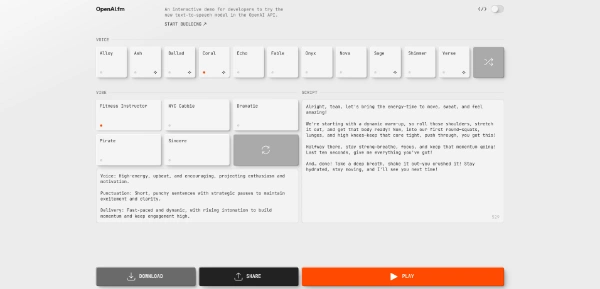 OpenAI.fm
An interactive demo for developers to try the
new text-to-speech model in the OpenAI API.
START BUILDING ↗
</>
VOICE
Alloy
Ash
Ballad
Coral
Echo
Fable
Onyx
Nova
Sage
Shimmer
Verse
VIBE
Fitness Instructor
NYC Cabbie
Dramatic
Pirate
Sincere
Voice: High-energy, upbeat, and encouraging, projecting enthusiasm and
motivation.
Punctuation: Short, punchy sentences with strategic pauses to maintain
excitement and clarity.
Delivery: Fast-paced and dynamic, with rising intonation to build
momentum and keep engagement high.
SCRIPT
Alright, team, let's bring the energy—time to move, sweat, and feel
amazing!
We're starting with a dynamic warm-up, so roll those shoulders, stretch
it out, and get that body ready! Now, into our first round—squats,
lunges, and high knees—keep that core tight, push through, you got this!
Halfway there, stay strong—breathe, focus, and keep that momentum going!
Last ten seconds, give me everything you've got!
And… done! Take a deep breath, shake it out—you crushed it! Stay
hydrated, stay moving, and I'll see you next time!
DOWNLOAD
SHARE
PLAY